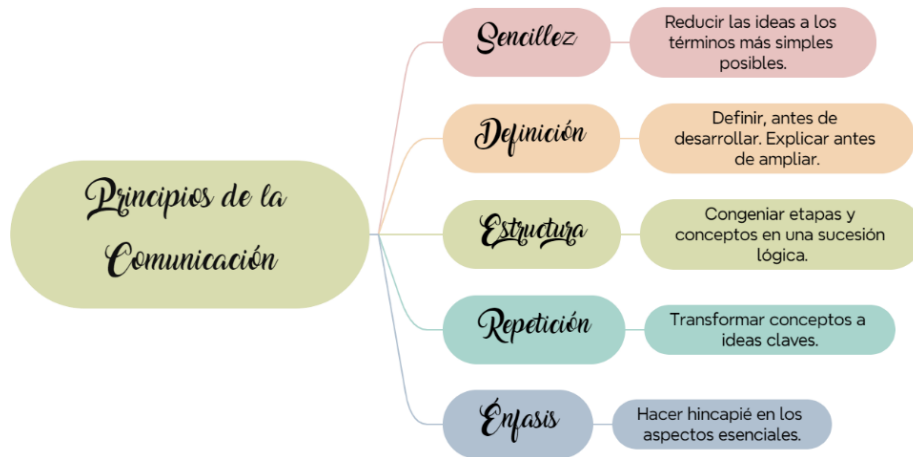 Principios de la
Comunicación
Sencillez
Reducir las ideas a los
términos más simples
posibles.
Definición
Definir, antes de
desarrollar. Explicar antes
de ampliar.
Estructura
Congeniar etapas y
conceptos en una sucesión
lógica.
Repetición
Transformar conceptos a
ideas claves.
Énfasis
Hacer hincapié en los
aspectos esenciales.